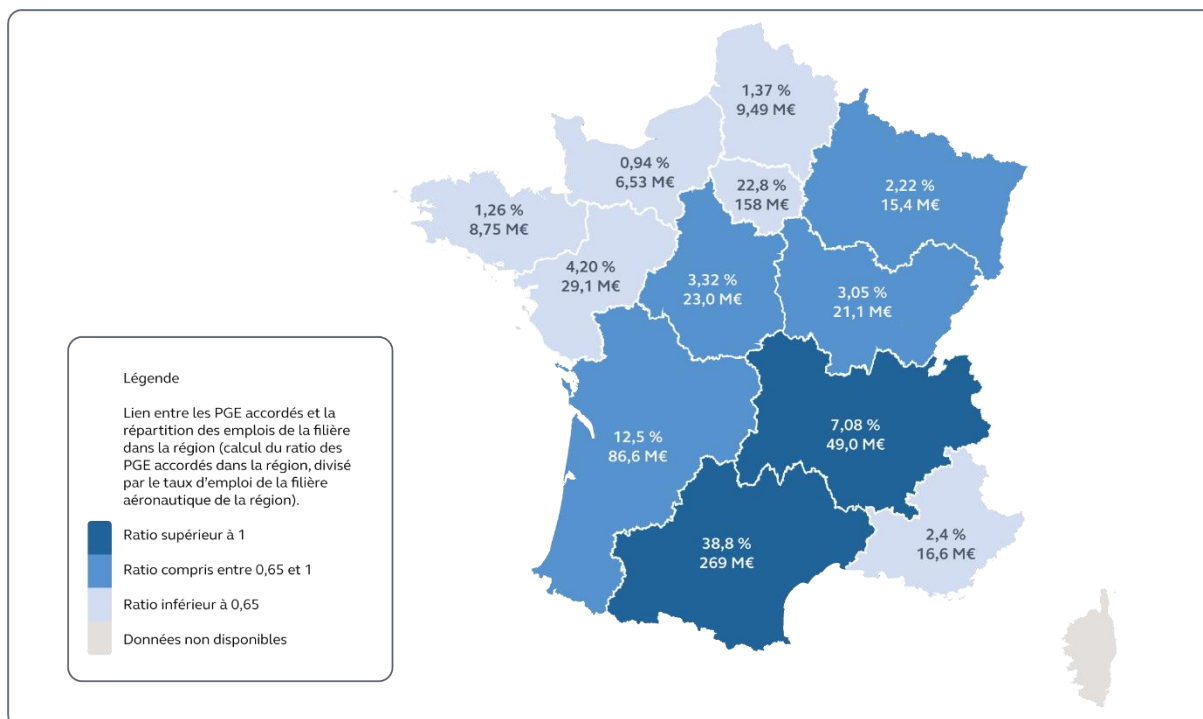 1,37 %
9,49 M€
0,94 %
6,53 M€
22,8 %
158 M€
2,22 %
15,4 M€
1,26 %
8,75 M€
4,20 %
29,1 M€
3,32 %
23,0 M€
3,05 %
21,1 M€
12,5 %
86,6 M€
7,08 %
49,0 M€
38,8 %
269 M€
2,4 %
16,6 M€
Légende
Lien entre les PGE accordés et la
répartition des emplois de la filière
dans la région (calcul du ratio des
PGE accordés dans la région, divisé
par le taux d’emploi de la filière
aéronautique de la région).
Ratio supérieur à 1
Ratio compris entre 0,65 et 1
Ratio inférieur à 0,65
Données non disponibles